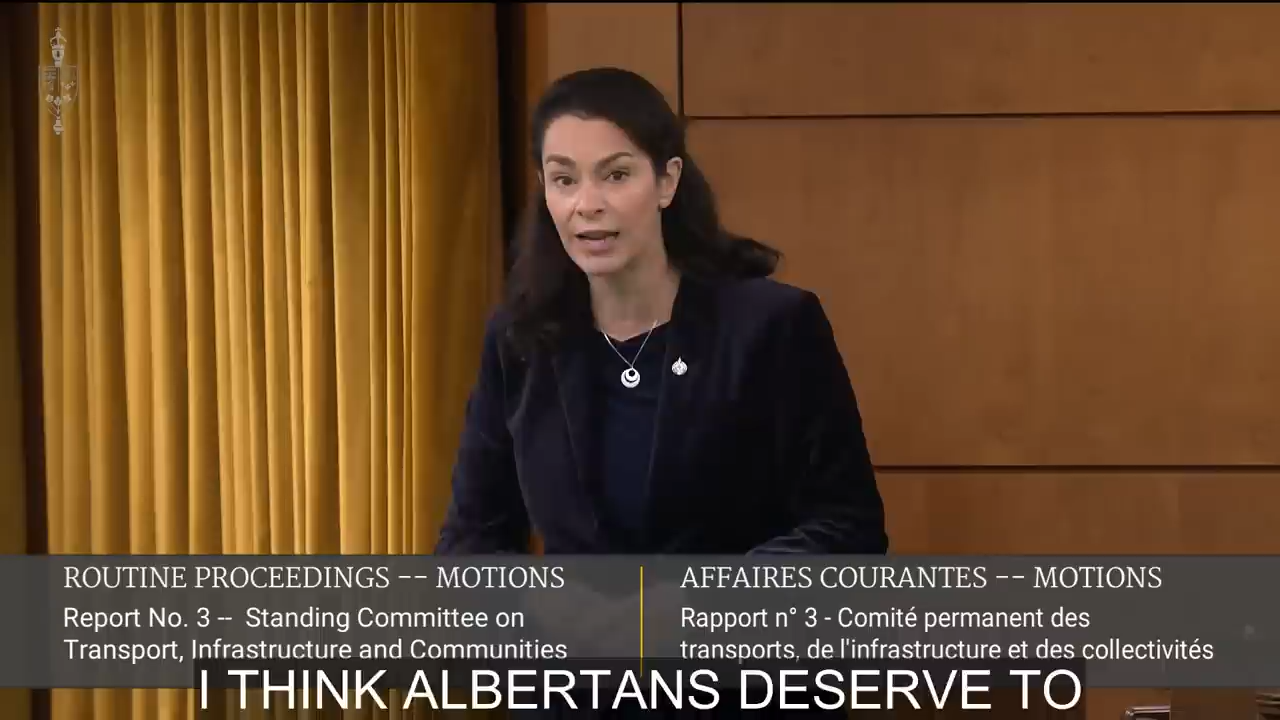 ROUTINE PROCEEDINGS -- MOTIONS
Report No. 3 -- Standing Committee on
Transport, Infrastructure and Communities
AFFAIRES COURANTES -- MOTIONS
Rapport n° 3 - Comité permanent des
transports, de l'infrastructure et des collectivités
I THINK ALBERTANS DESERVE TO